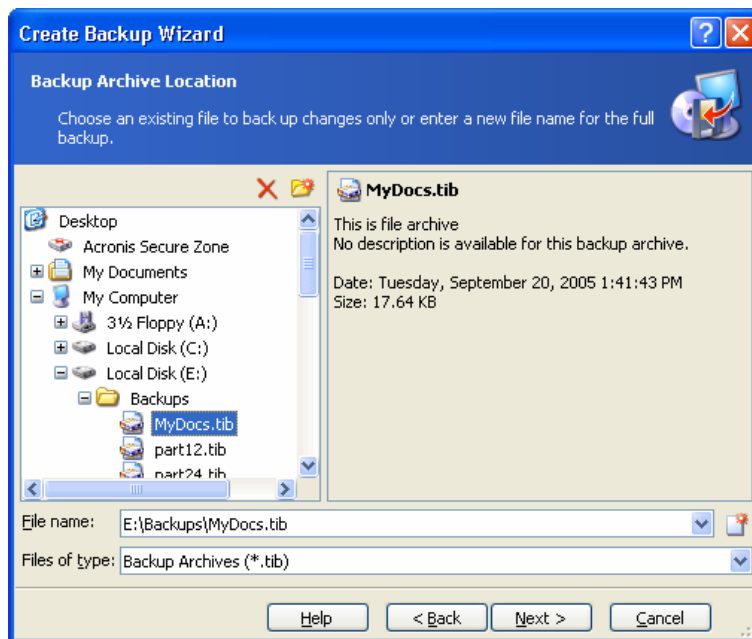 Create Backup Wizard
Backup Archive Location
Choose an existing file to back up changes only or enter a new file name for the full
backup.
Desktop
Acronis Secure Zone
My Documents
My Computer
3½ Floppy (A:)
Local Disk (C:)
Local Disk (E:)
Backups
MyDocs.tib
part12.tib
part24.tib
MyDocs.tib
This is file archive
No description is available for this backup archive.
Date: Tuesday, September 20, 2005 1:41:43 PM
Size: 17.64 KB
File name: E:\Backups\MyDocs.tib
Files of type: Backup Archives (*.tib)
Help < Back Next > Cancel